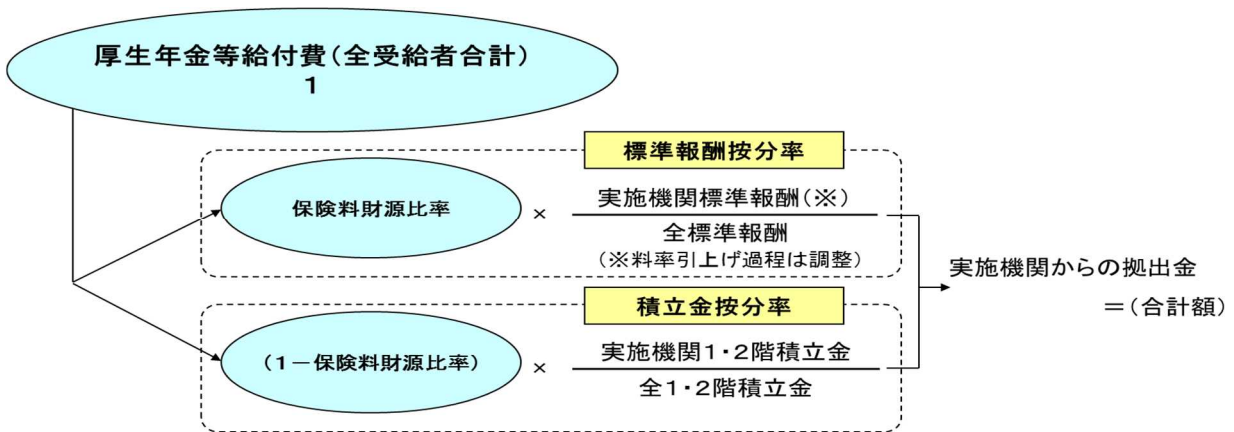 厚生年金等給付費(全受給者合計)
1
標準報酬按分率
保険料財源比率
×
実施機関標準報酬(※)
全標準報酬
(※料率引上げ過程は調整)
積立金按分率
(1-保険料財源比率)
×
実施機関1・2階積立金
全1・2階積立金
実施機関からの拠出金
=(合計額)